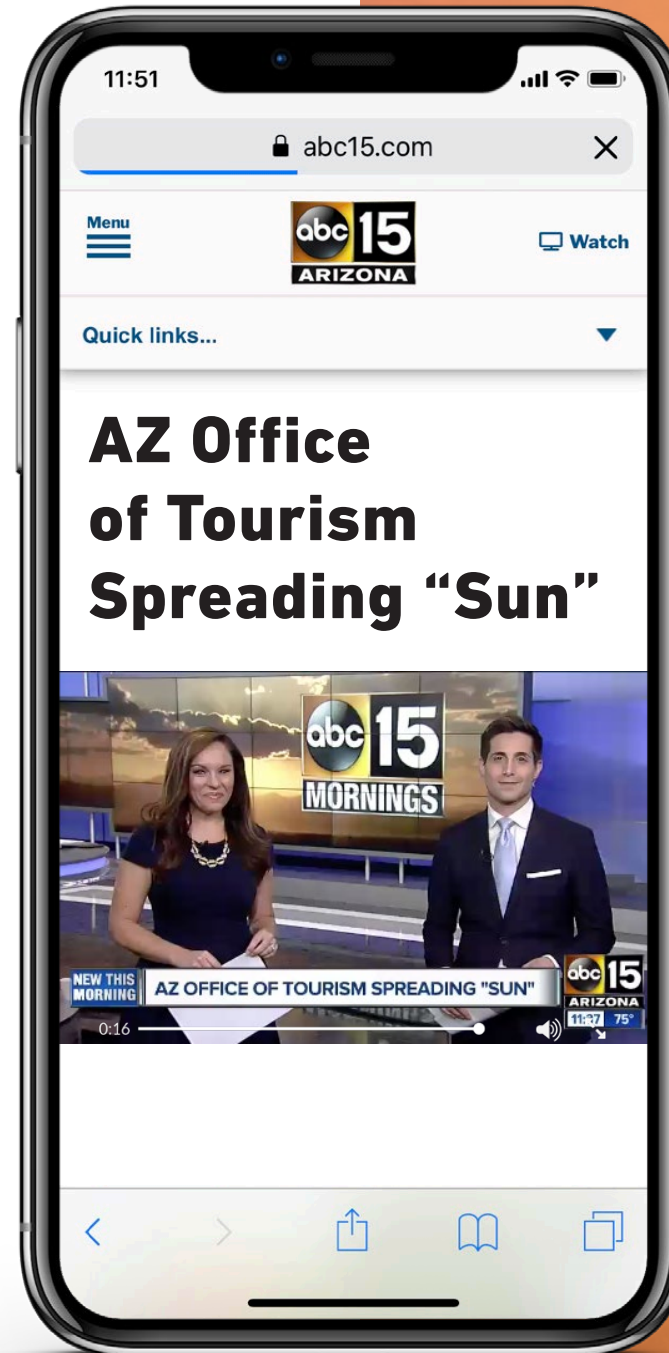 11:51
abc15.com
Menu
abc 15
ARIZONA
Watch
Quick links...
AZ Office
of Tourism
Spreading “Sun”
abc 15
MORNINGS
NEW THIS
MORNING
AZ OFFICE OF TOURISM SPREADING "SUN"
abc 15
ARIZONA
0:16
75°